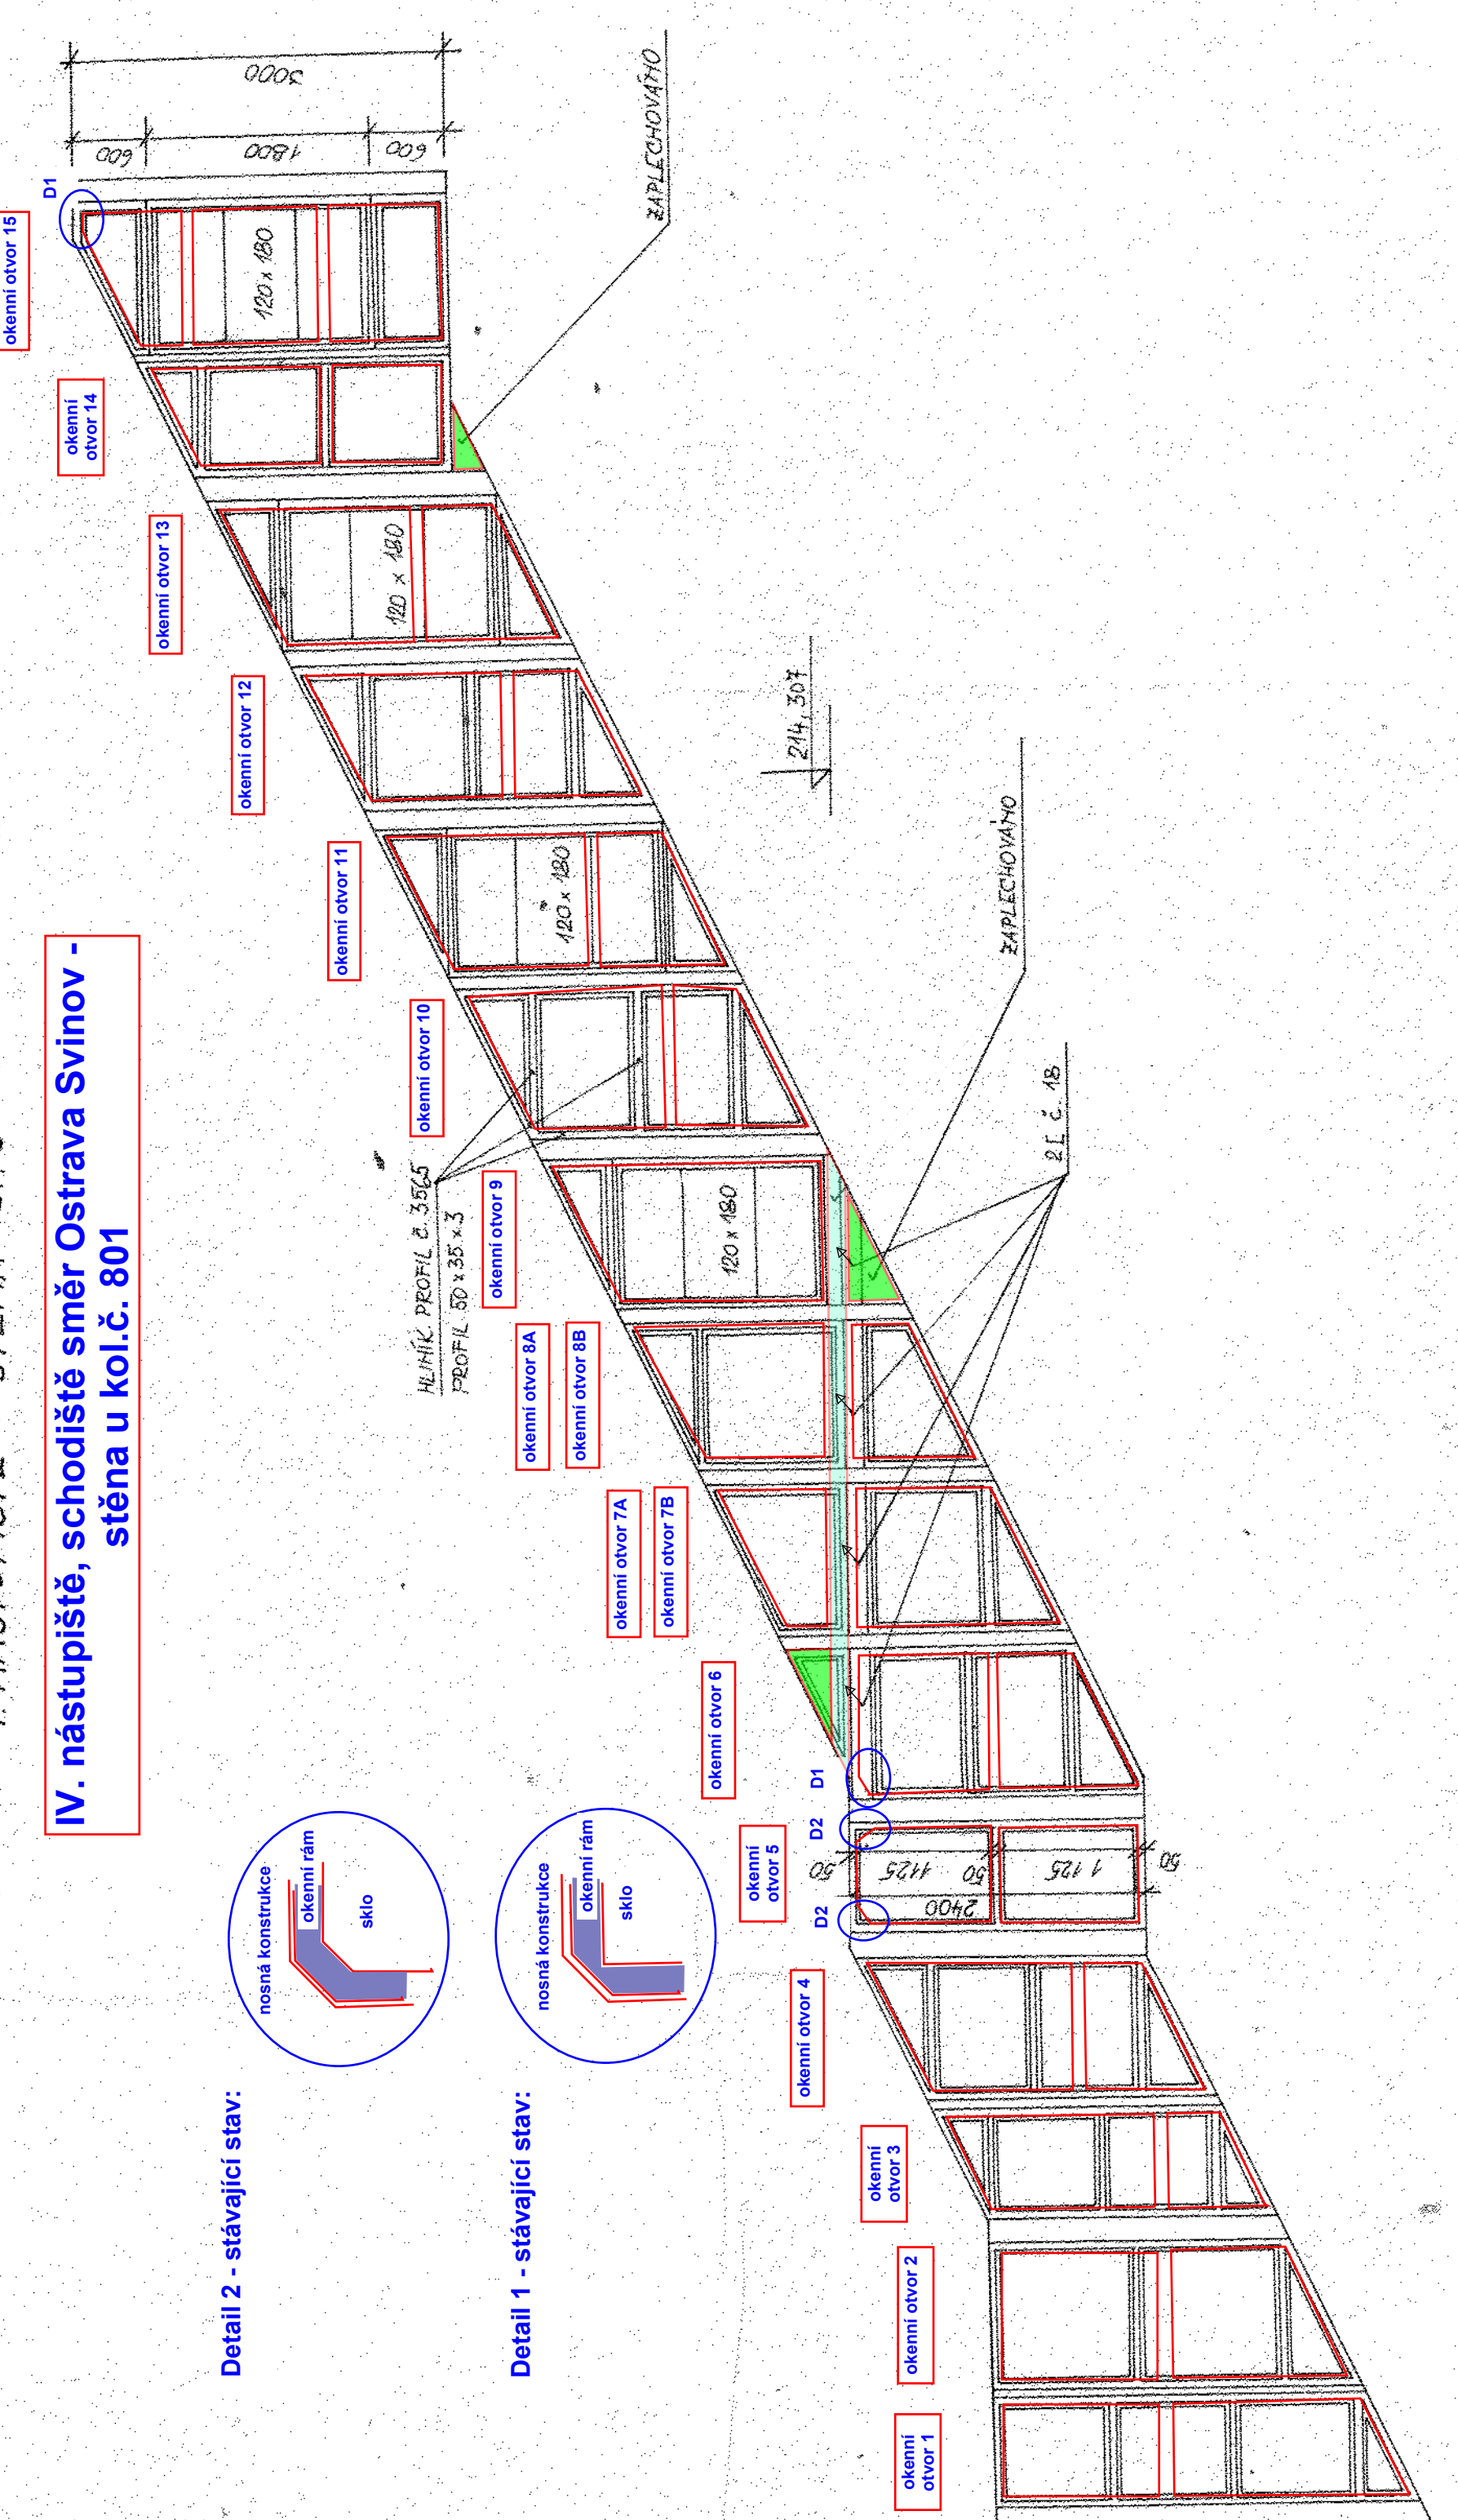 IV. nástupiště, schodiště směr Ostrava Svinov -
stěna u kol.č. 801
Detail 2 - stávající stav:
nosná konstrukce
okenní rám
sklo
Detail 1 - stávající stav:
nosná konstrukce
okenní rám
sklo
okenní
otvor 1
okenní otvor 2
okenní
otvor 3
okenní otvor 4
okenní
otvor 5
D2
D2
D1
50
1125
50
1125
50
2400
okenní otvor 6
okenní otvor 7A
okenní otvor 7B
okenní otvor 8A
okenní otvor 8B
okenní otvor 9
120 x 180
HLINÍK. PROFIL č. 3565
PROFIL 50 x 35 x 3
okenní otvor 10
okenní otvor 11
120 x 180
okenní otvor 12
okenní otvor 13
120 x 180
okenní
otvor 14
okenní otvor 15
120 x 180
D1
600
1800
600
3000
ZAPLECHOVÁNO
214,307
ZAPLECHOVÁNO
2[ č. 18